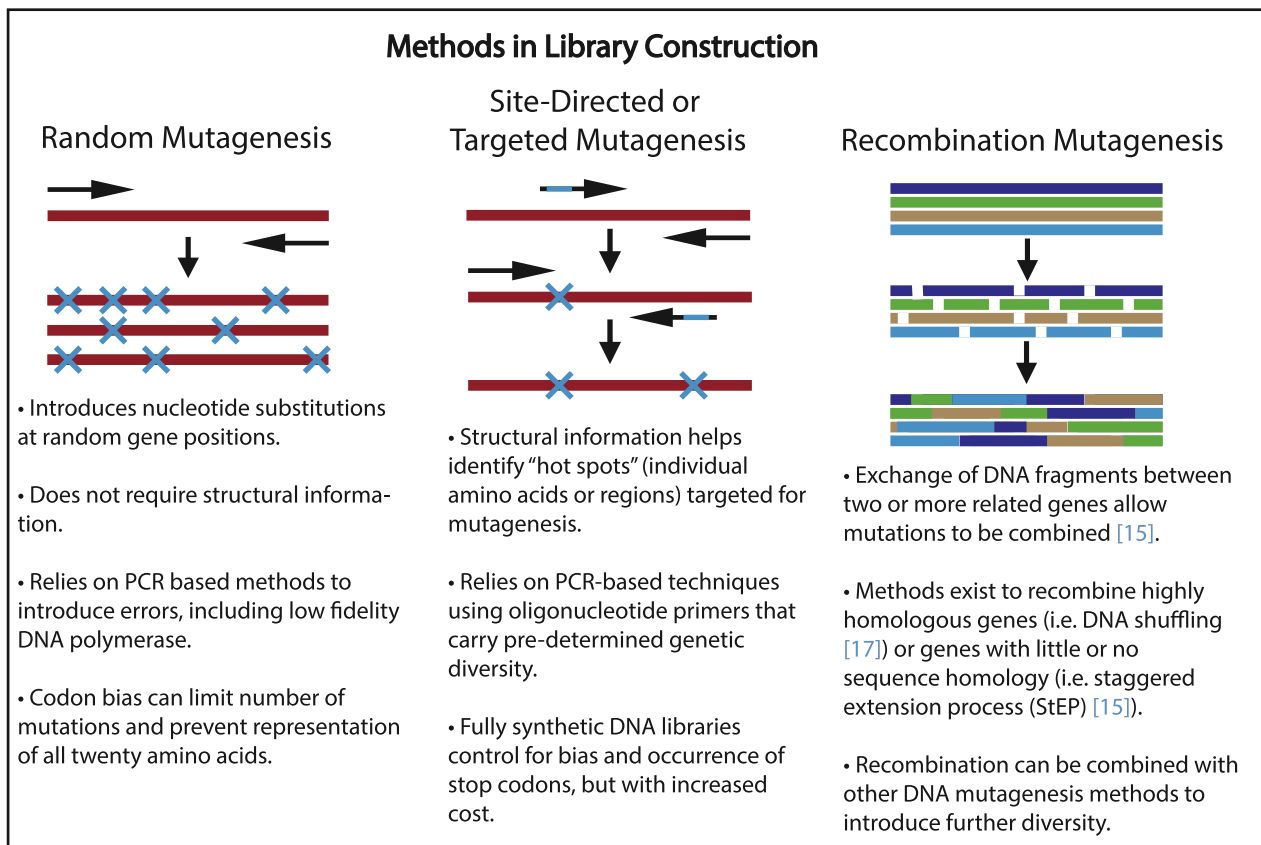 Methods in Library Construction
Random Mutagenesis
• Introduces nucleotide substitutions
at random gene positions.
• Does not require structural informa-
tion.
• Relies on PCR based methods to
introduce errors, including low fidelity
DNA polymerase.
• Codon bias can limit number of
mutations and prevent representation
of all twenty amino acids.
Site-Directed or
Targeted Mutagenesis
• Structural information helps
identify “hot spots” (individual
amino acids or regions) targeted for
mutagenesis.
• Relies on PCR-based techniques
using oligonucleotide primers that
carry pre-determined genetic
diversity.
• Fully synthetic DNA libraries
control for bias and occurrence of
stop codons, but with increased
cost.
Recombination Mutagenesis
• Exchange of DNA fragments between
two or more related genes allow
mutations to be combined [15].
• Methods exist to recombine highly
homologous genes (i.e. DNA shuffling
[17]) or genes with little or no
sequence homology (i.e. staggered
extension process (StEP) [15]).
• Recombination can be combined with
other DNA mutagenesis methods to
introduce further diversity.